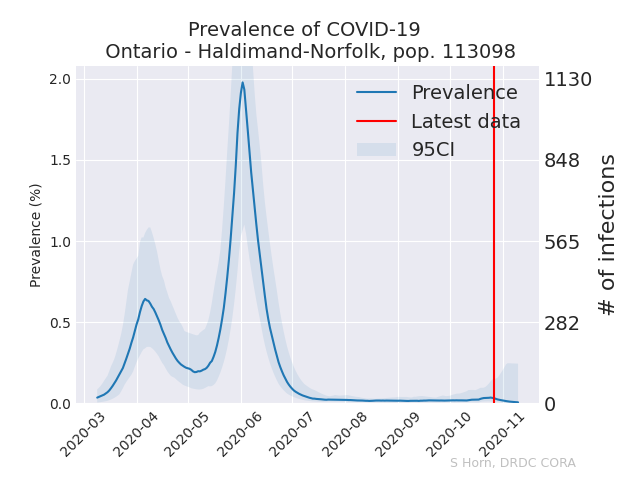 Prevalence of COVID-19
Ontario - Haldimand-Norfolk, pop. 113098
Prevalence (%)
2.0
1.5
1.0
0.5
0.0
Prevalence
Latest data
95CI
1130
848
565
282
0
# of infections
2020-03
2020-04
2020-05
2020-06
2020-07
2020-08
2020-09
2020-10
2020-11
S Horn, DRDC CORA